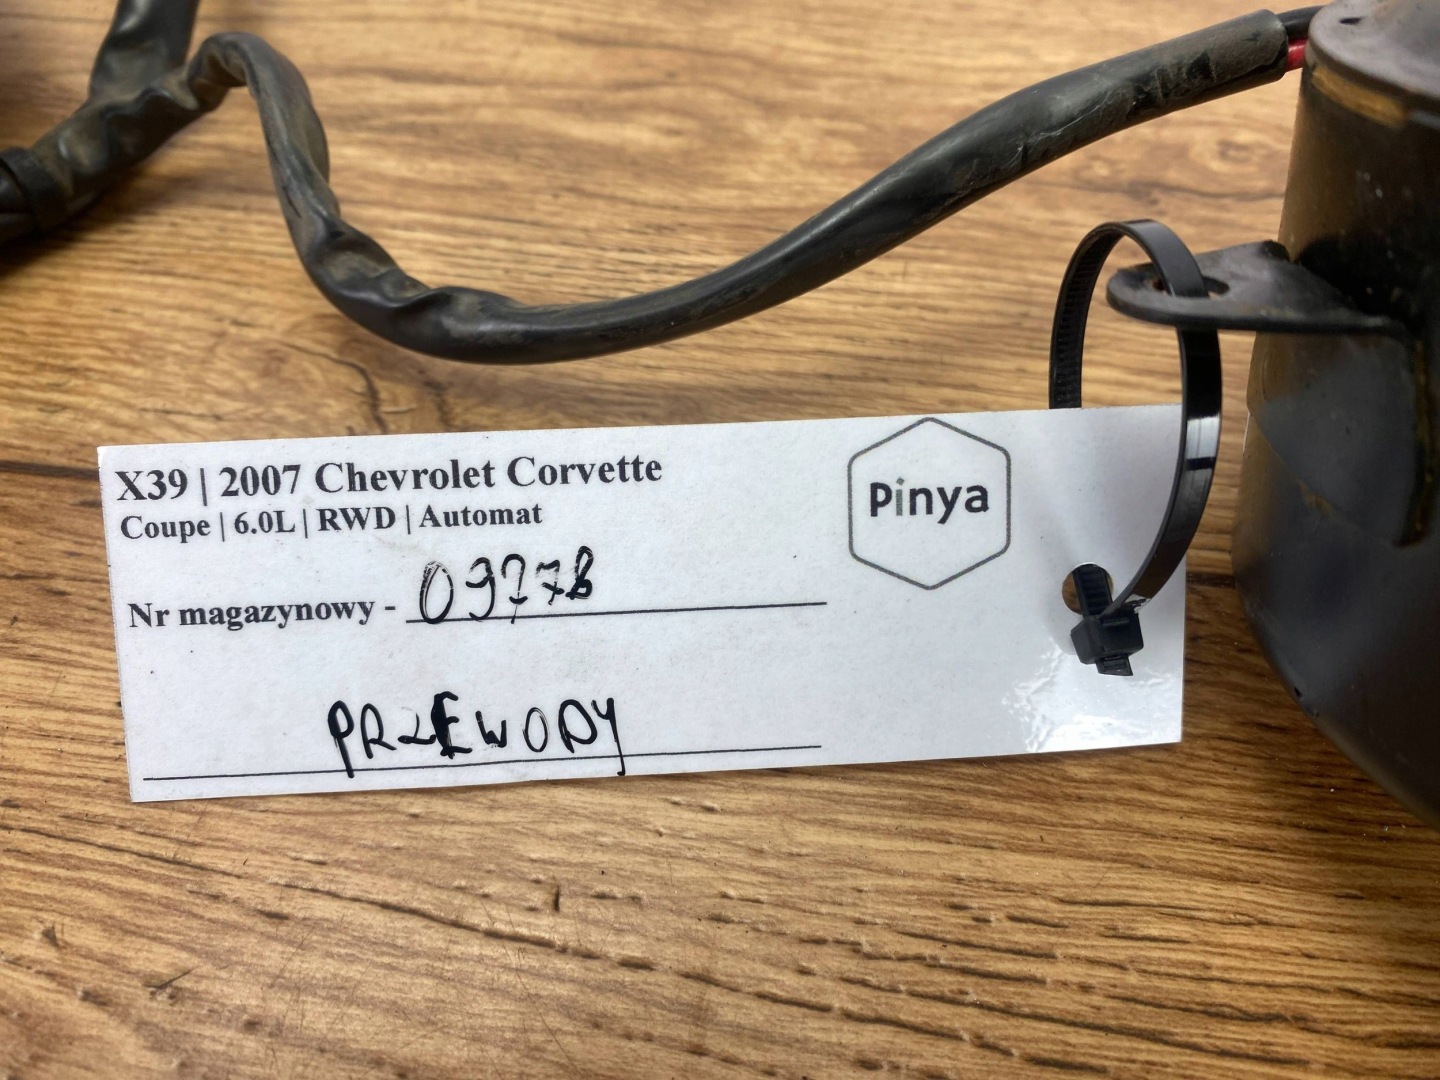 X39 | 2007 Chevrolet Corvette
Coupe | 6.0L | RWD | Automat
Nr magazynowy - 09778
PRZEWODY
Pinya